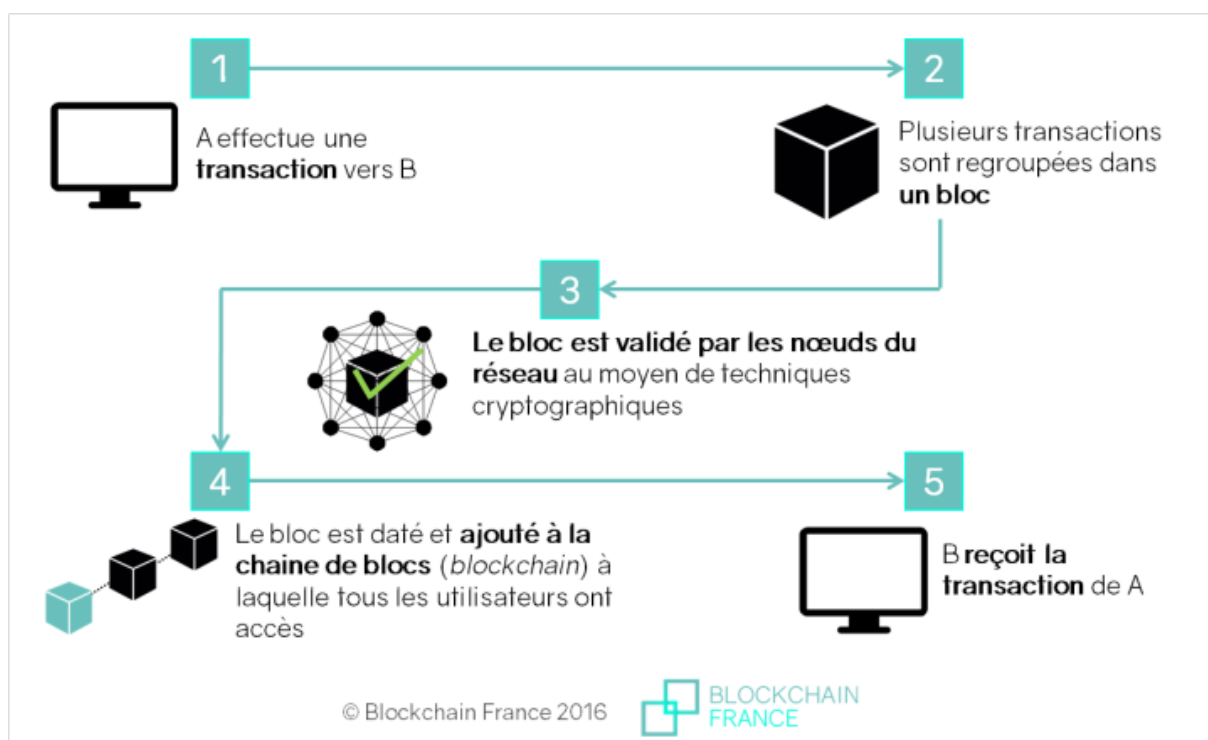 1
A effectue une
transaction vers B
2
Plusieurs transactions
sont regroupées dans
un bloc
3
Le bloc est validé par les nœuds du
réseau au moyen de techniques
cryptographiques
4
Le bloc est daté et ajouté à la
chaine de blocs (blockchain) à
laquelle tous les utilisateurs ont
accès
5
B reçoit la
transaction de A
© Blockchain France 2016
BLOCKCHAIN
FRANCE